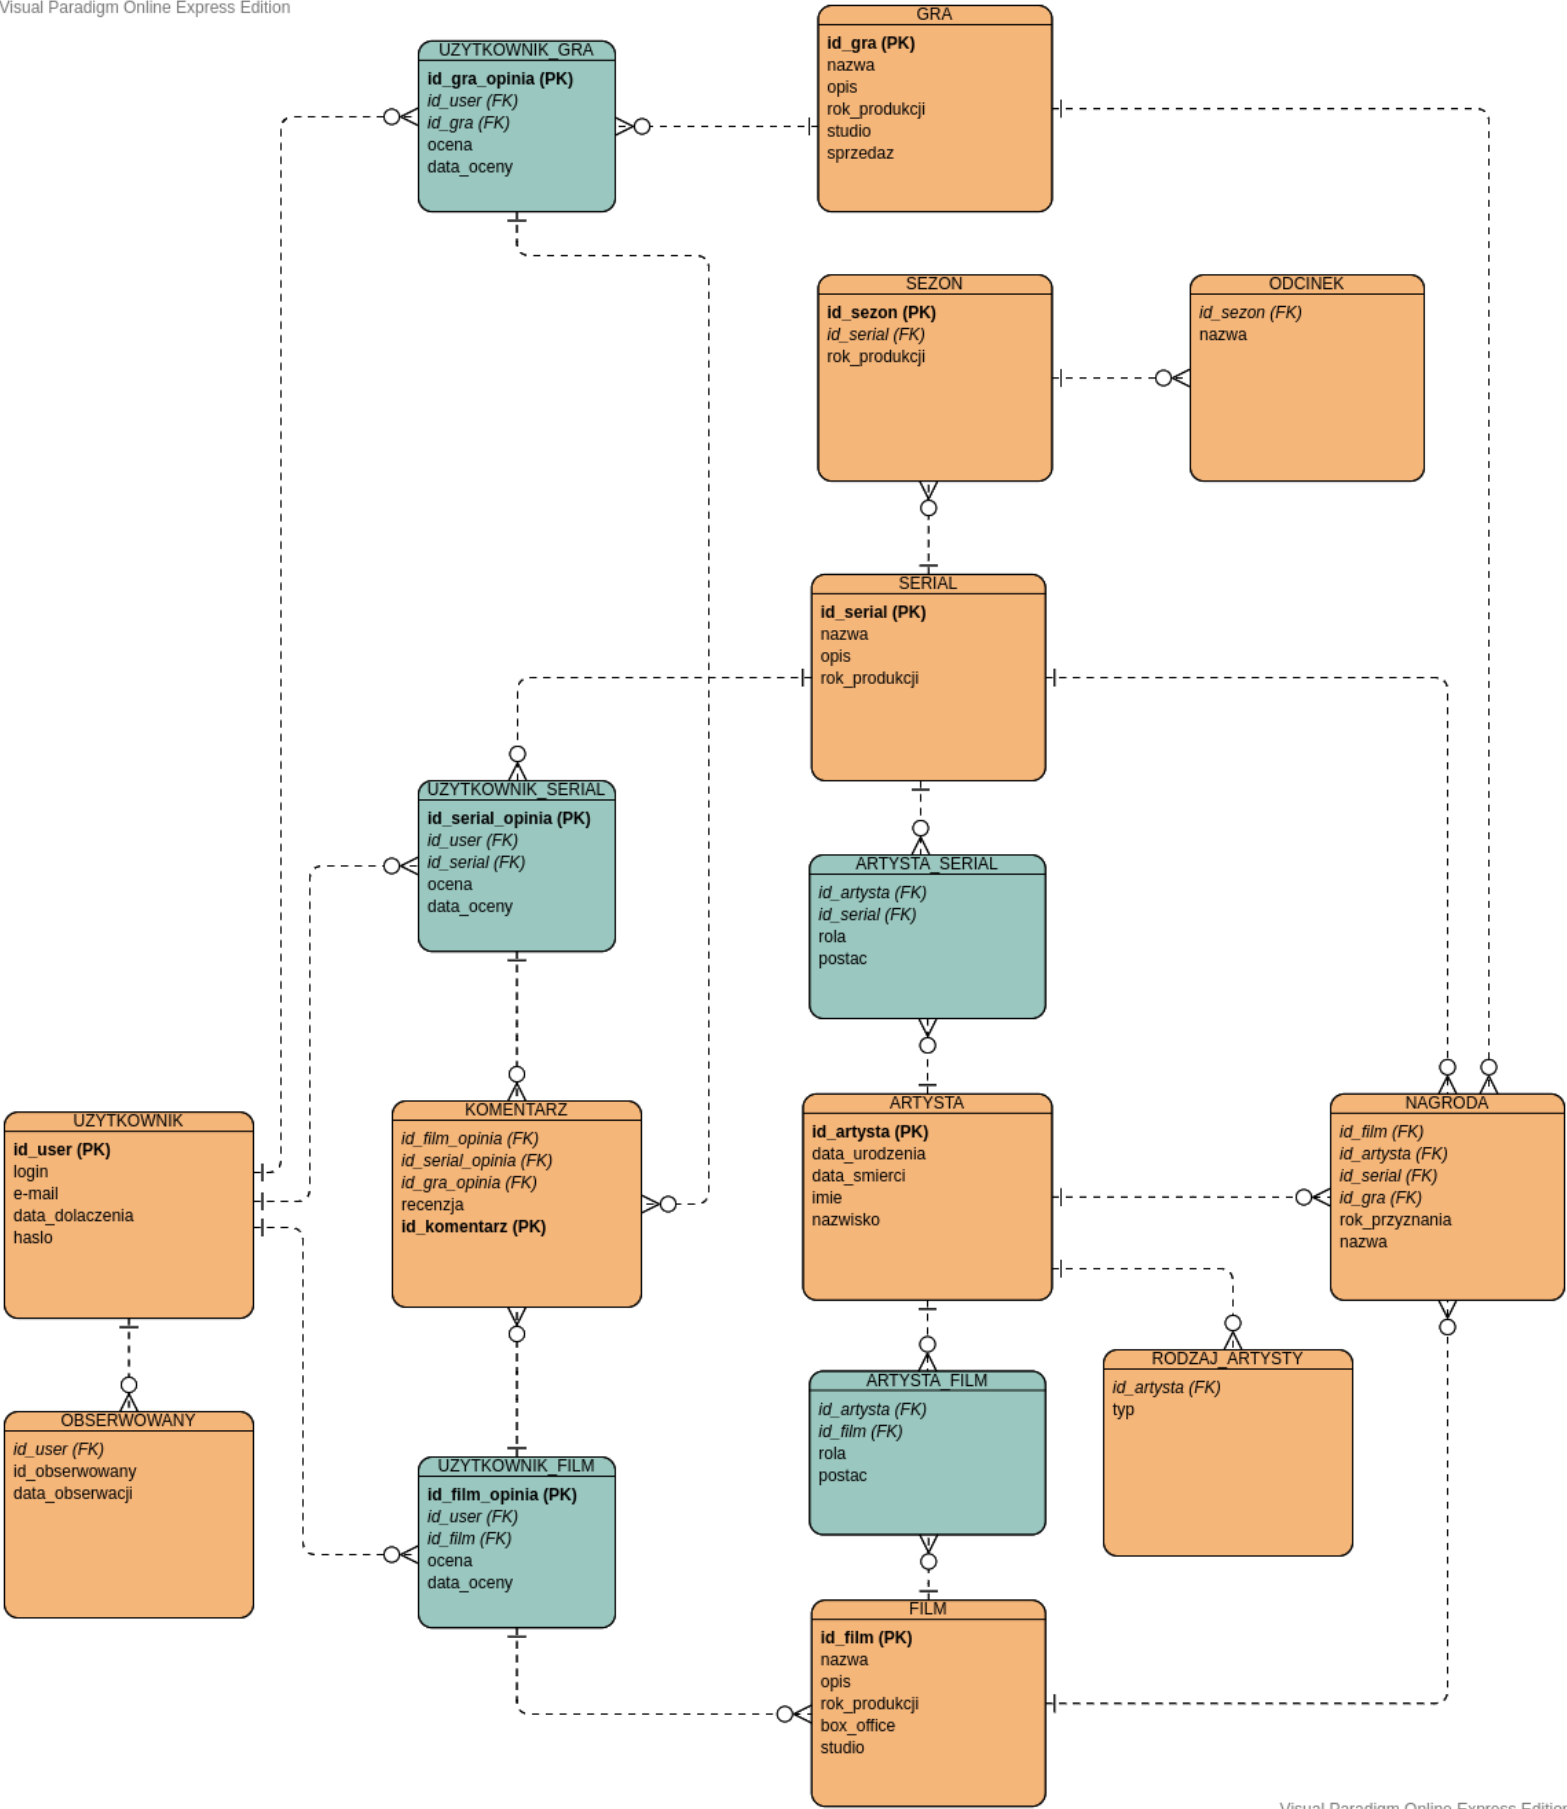 Visual Paradigm Online Express Edition
UZYTKOWNIK_GRA
id_gra_opinia (PK)
id_user (FK)
id_gra (FK)
ocena
data_oceny
GRA
id_gra (PK)
nazwa
opis
rok_produkcji
studio
sprzedaz
SEZON
id_sezon (PK)
id_serial (FK)
rok_produkcji
ODCINEK
id_sezon (FK)
nazwa
SERIAL
id_serial (PK)
nazwa
opis
rok_produkcji
UZYTKOWNIK_SERIAL
id_serial_opinia (PK)
id_user (FK)
id_serial (FK)
ocena
data_oceny
ARTYSTA_SERIAL
id_artysta (FK)
id_serial (FK)
rola
postac
UZYTKOWNIK
id_user (PK)
login
e-mail
data_dolaczenia
haslo
KOMENTARZ
id_film_opinia (FK)
id_serial_opinia (FK)
id_gra_opinia (FK)
recenzja
id_komentarz (PK)
ARTYSTA
id_artysta (PK)
data_urodzenia
data_smierci
imie
nazwisko
NAGRODA
id_film (FK)
id_artysta (FK)
id_serial (FK)
id_gra (FK)
rok_przyznania
nazwa
OBSERWOWANY
id_user (FK)
id_obserwowany
data_obserwacji
UZYTKOWNIK_FILM
id_film_opinia (PK)
id_user (FK)
id_film (FK)
ocena
data_oceny
ARTYSTA_FILM
id_artysta (FK)
id_film (FK)
rola
postac
RODZAJ_ARTYSTY
id_artysta (FK)
typ
FILM
id_film (PK)
nazwa
opis
rok_produkcji
box_office
studio
Visual Paradigm Online Express Edition